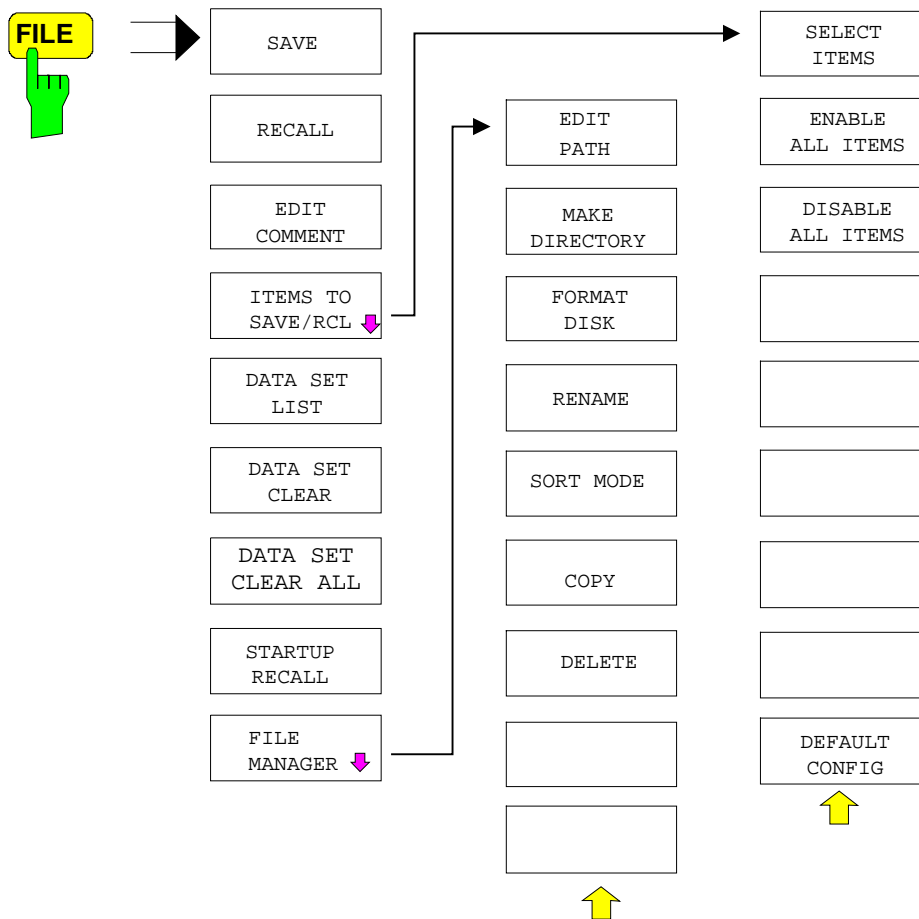 FILE
SAVE
RECALL
EDIT
COMMENT
ITEMS TO
SAVE/RCL
DATA SET
LIST
DATA SET
CLEAR
DATA SET
CLEAR ALL
STARTUP
RECALL
FILE
MANAGER
EDIT
PATH
MAKE
DIRECTORY
FORMAT
DISK
RENAME
SORT MODE
COPY
DELETE
SELECT
ITEMS
ENABLE
ALL ITEMS
DISABLE
ALL ITEMS
DEFAULT
CONFIG